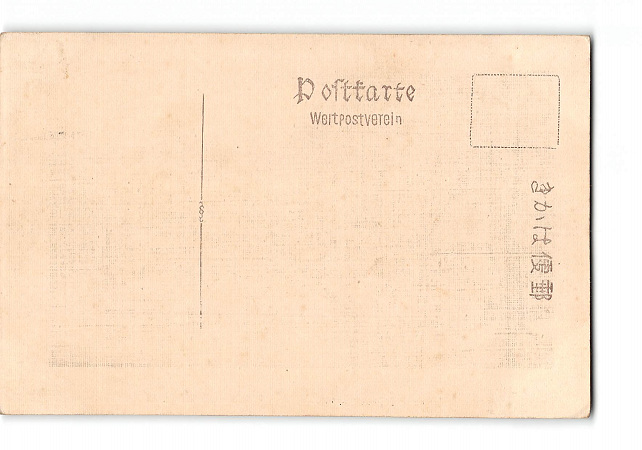 Postkarte
Weltpostverein
郵便はかき